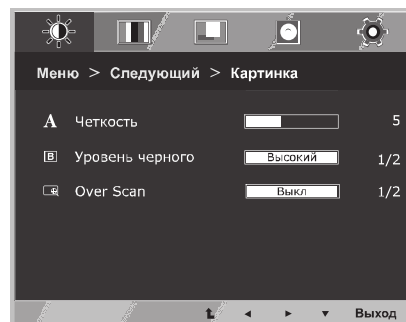 Меню > Следующий > Картинка
A Четкость 5
B Уровень черного Высокий 1/2
Over Scan Выкл 1/2
Выход